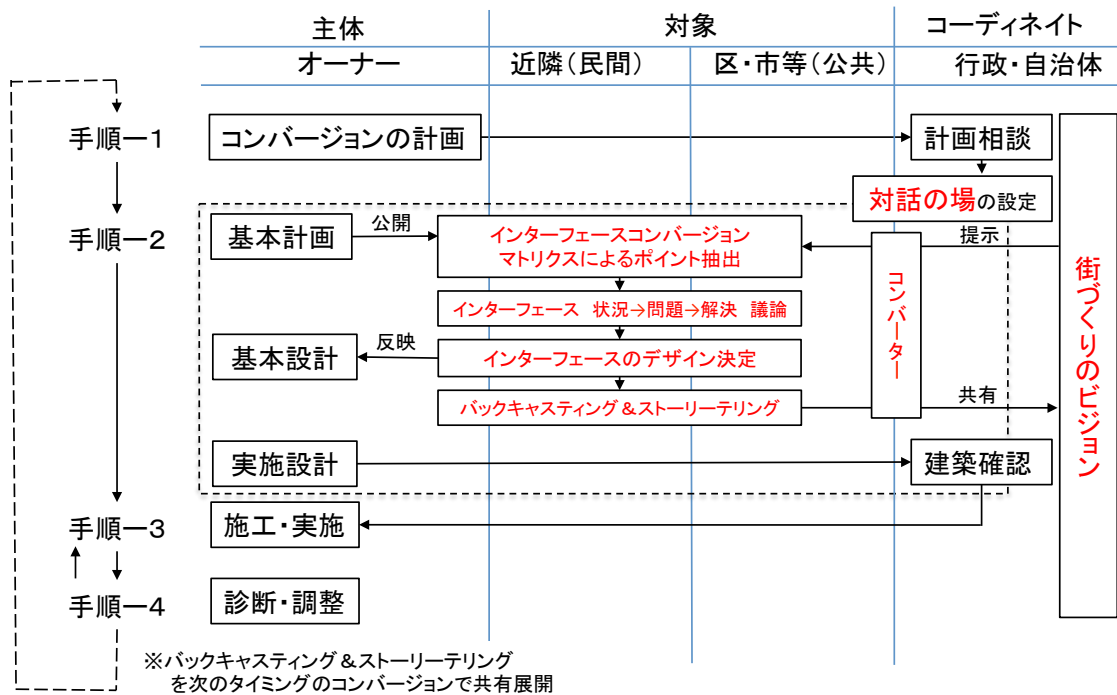 主体
対象
コーディネイト
オーナー
近隣（民間）
区・市等（公共）
行政・自治体
手順ー１
コンバージョンの計画
計画相談
対話の場の設定
手順ー２
基本計画
公開
インターフェースコンバージョン
マトリクスによるポイント抽出
提示
インターフェース　状況→問題→解決　議論
基本設計
反映
インターフェースのデザイン決定
バックキャスティング＆ストーリーテリング
コンバーター
共有
街づくりのビジョン
実施設計
建築確認
手順ー３
施工・実施
手順ー４
診断・調整
※バックキャスティング＆ストーリーテリング
を次のタイミングのコンバージョンで共有展開